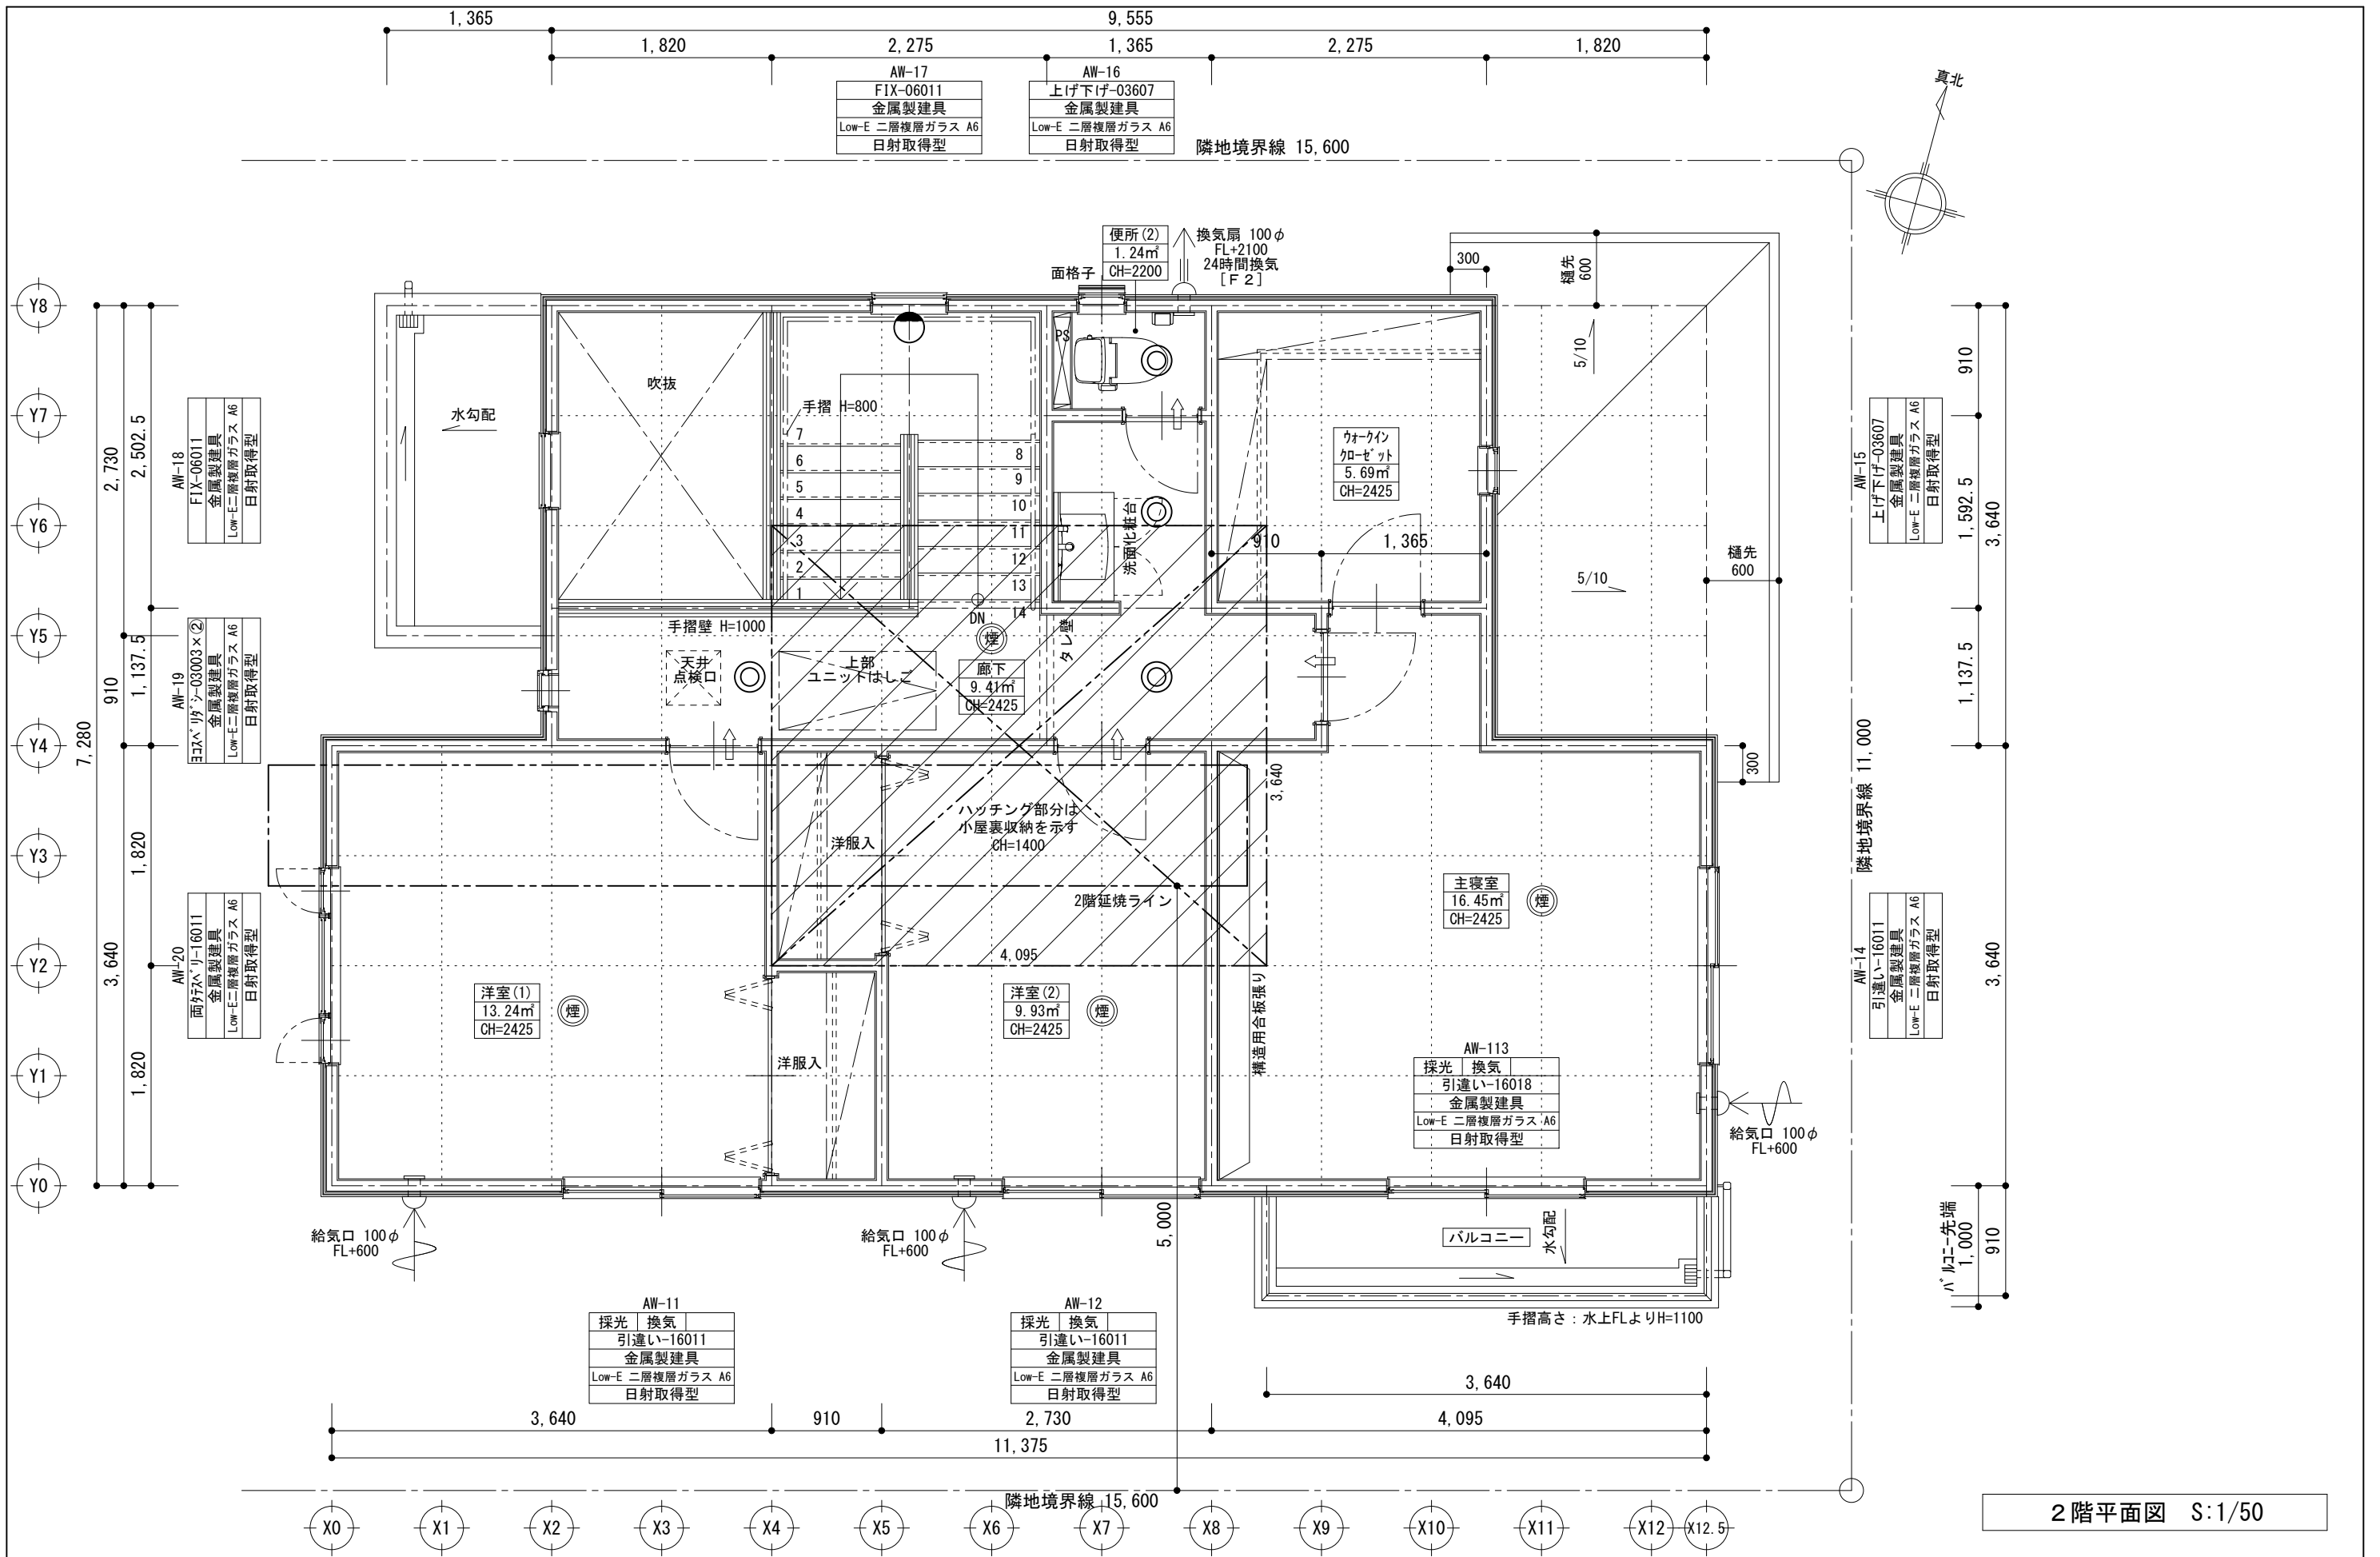 1,365
9,555
1,820
2,275
1,365
2,275
1,820
AW-17
FIX-06011
金属製建具
Low-E 二層複層ガラス A6
日射取得型
AW-16
上げ下げ-03607
金属製建具
Low-E 二層複層ガラス A6
日射取得型
隣地境界線 15,600
真北
便所(2)
1.24㎡
CH=2200
換気扇 100φ
FL+2100
24時間換気
[F2]
面格子
300
樋先
600
5/10
Y8
Y7
Y6
Y5
Y4
Y3
Y2
Y1
Y0
7,280
2,730
910
3,640
2,502.5
1,137.5
1,820
1,820
AW-18
FIX-06011
金属製建具
Low-E二層複層ガラス A6
日射取得型
AW-19
ﾖｺｽﾍﾞﾘﾀﾞｼ-03003×②
金属製建具
Low-E二層複層ガラス A6
日射取得型
AW-20
両ﾀﾃｽﾍﾞﾘｰ-16011
金属製建具
Low-E二層複層ガラス A6
日射取得型
水勾配
吹抜
手摺 H=800
7
6
5
4
3
2
1
8
9
10
11
12
13
14
DN
PS
洗面化粧台
ｳｫｰｸｲﾝ
ｸﾛｰｾﾞｯﾄ
5.69㎡
CH=2425
910
1,365
5/10
樋先
600
手摺壁 H=1000
天井
点検口
上部
ユニットはしご
煙
廊下
9.41㎡
CH=2425
タレ壁
300
910
1,592.5
1,137.5
3,640
3,640
AW-15
上げ下げ-03607
金属製建具
Low-E 二層複層ガラス A6
日射取得型
隣地境界線 11,000
AW-14
引違い-16011
金属製建具
Low-E 二層複層ガラス A6
日射取得型
洋服入
ハッチング部分は
小屋裏収納を示す
CH=1400
3,640
2階延焼ライン
4,095
主寝室
16.45㎡
CH=2425
煙
洋室(1)
13.24㎡
CH=2425
煙
洋服入
洋室(2)
9.93㎡
CH=2425
煙
構造用合板張り
AW-113
採光 換気
引違い-16018
金属製建具
Low-E 二層複層ガラス A6
日射取得型
給気口 100φ
FL+600
給気口 100φ
FL+600
給気口 100φ
FL+600
5,000
バルコニー
水勾配
ﾊﾞﾙｺﾆｰ先端
1,000
910
手摺高さ：水上FLよりH=1100
AW-11
採光 換気
引違い-16011
金属製建具
Low-E 二層複層ガラス A6
日射取得型
AW-12
採光 換気
引違い-16011
金属製建具
Low-E 二層複層ガラス A6
日射取得型
3,640
3,640
910
2,730
4,095
11,375
隣地境界線 15,600
X0
X1
X2
X3
X4
X5
X6
X7
X8
X9
X10
X11
X12
X12.5
2階平面図 S:1/50